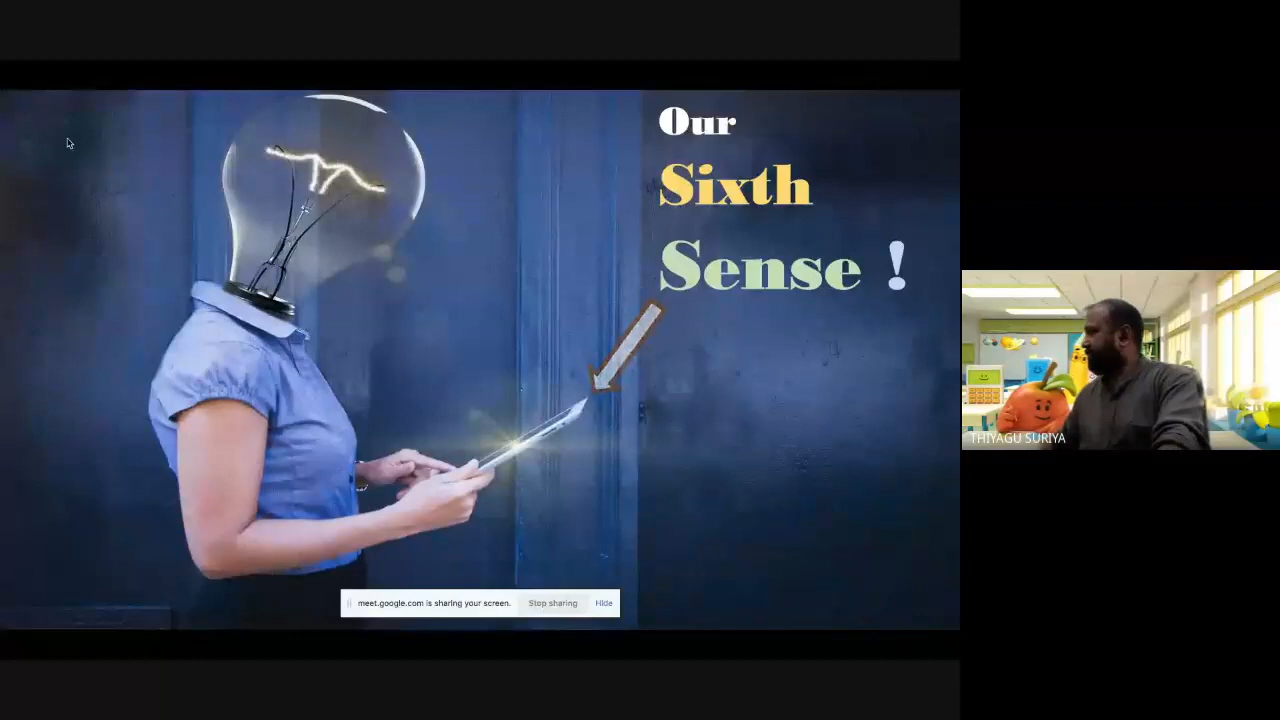 Our
Sixth
Sense !
meet.google.com is sharing your screen. Stop sharing Hide
THIYAGU SURIYA